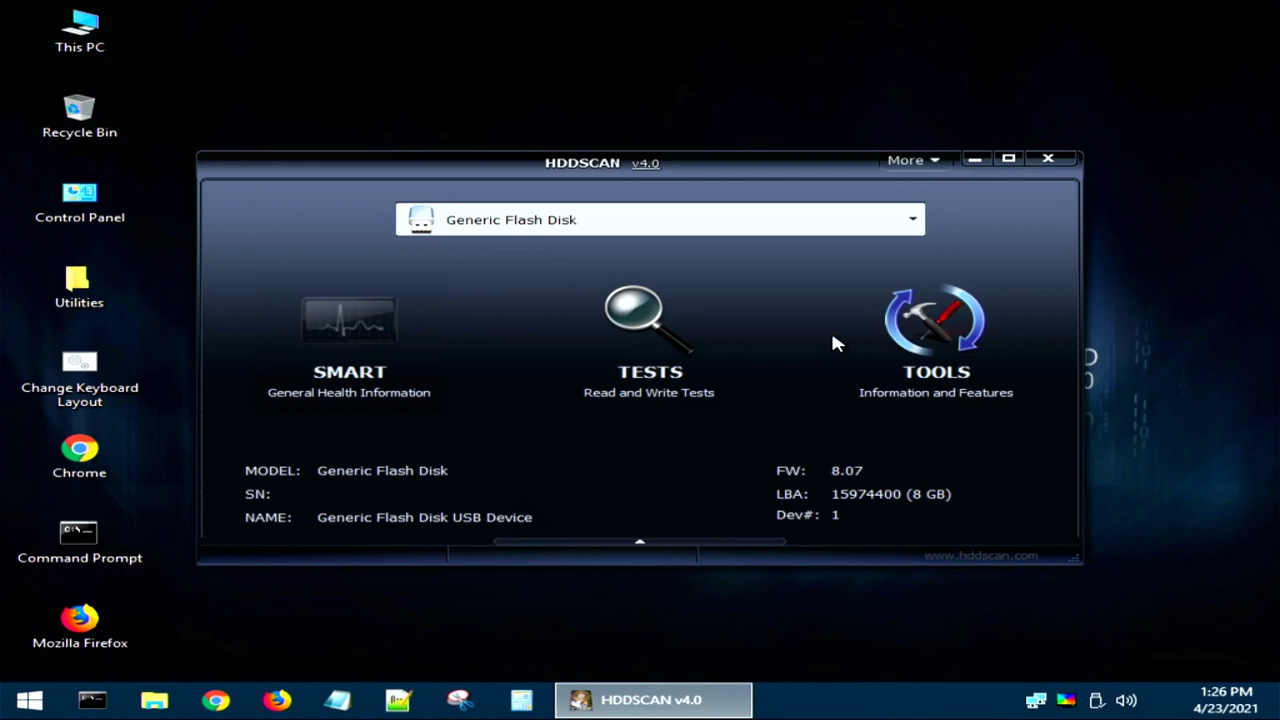 This PC
Recycle Bin
Control Panel
Utilities
Change Keyboard
Layout
Chrome
Command Prompt
Mozilla Firefox
HDDSCAN v4.0
More
Generic Flash Disk
SMART
General Health Information
TESTS
Read and Write Tests
TOOLS
Information and Features
MODEL: Generic Flash Disk
SN:
NAME: Generic Flash Disk USB Device
FW: 8.07
LBA: 15974400 (8 GB)
Dev#: 1
www.hddscan.com
HDDSCAN v4.0
1:26 PM
4/23/2021